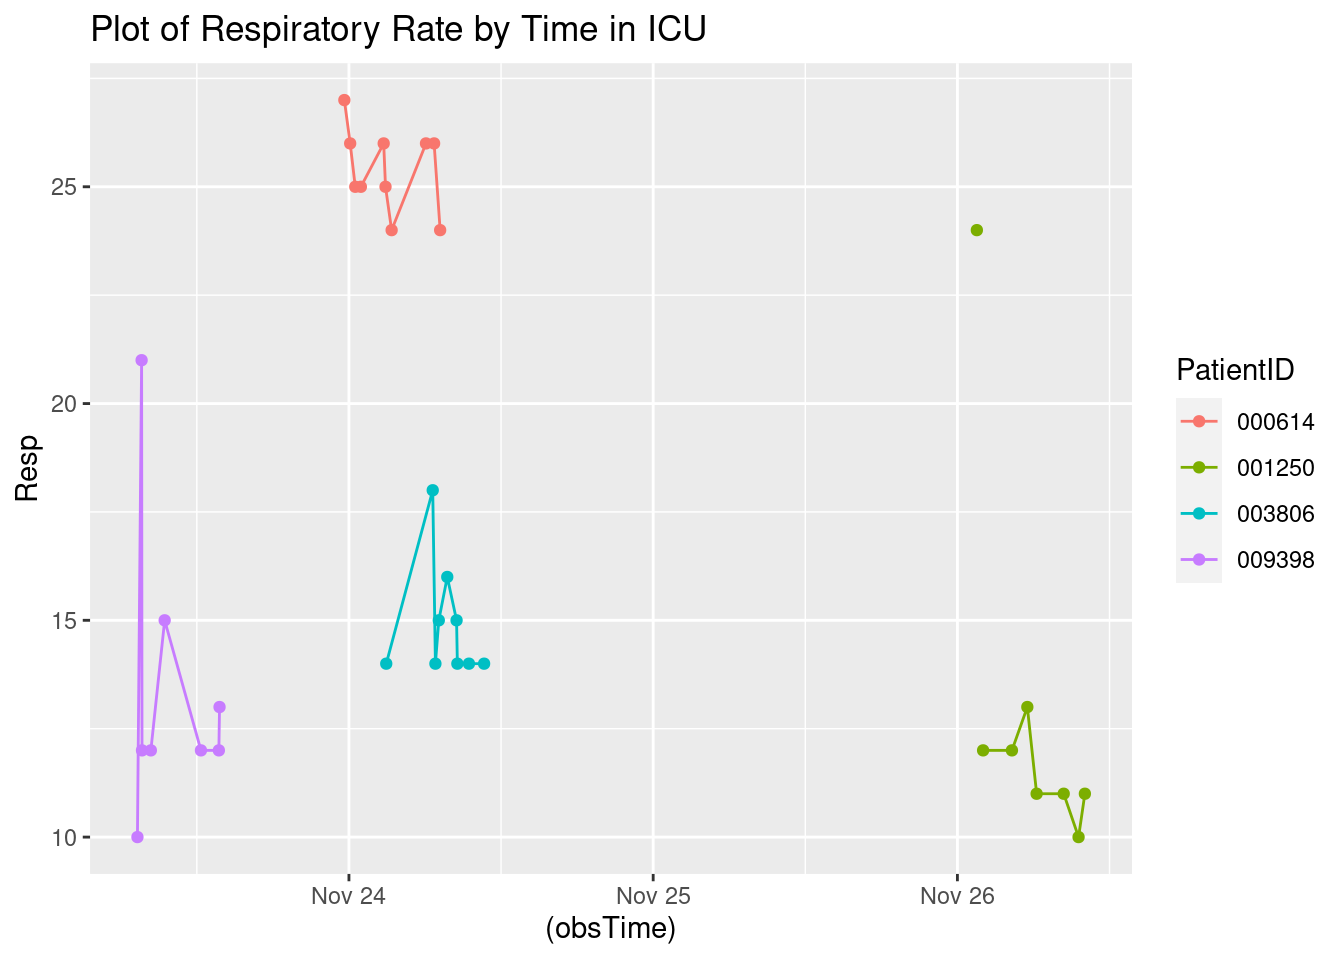 Plot of Respiratory Rate by Time in ICU
25
20
15
10
Resp
Nov 24
Nov 25
Nov 26
(obsTime)
PatientID
000614
001250
003806
009398